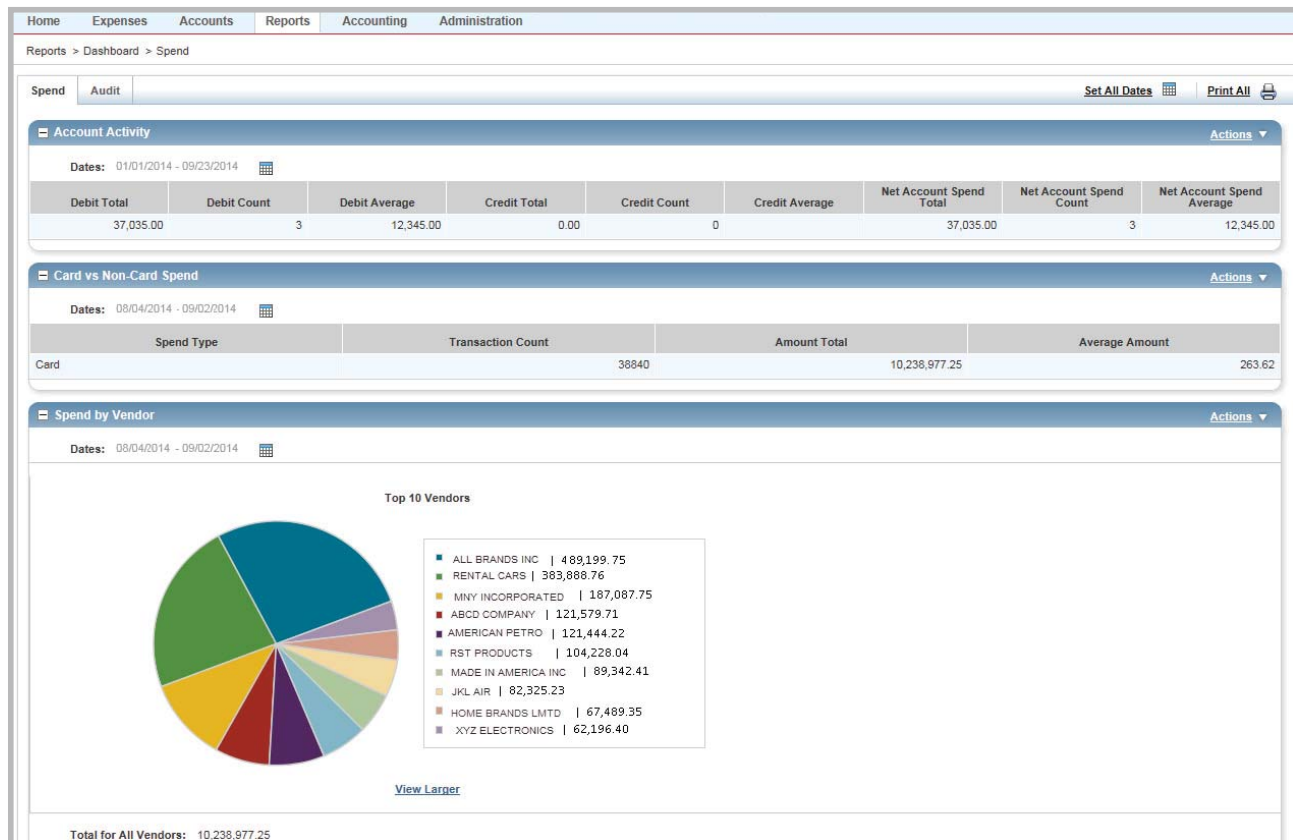 Home Expenses Accounts Reports Accounting Administration
Reports > Dashboard > Spend
Spend Audit Set All Dates Print All
Account Activity Actions
Dates: 01/01/2014 - 09/23/2014
Debit Total Debit Count Debit Average Credit Total Credit Count Credit Average Net Account Spend Total Net Account Spend Count Net Account Spend Average
37,035.00 3 12,345.00 0.00 0 37,035.00 3 12,345.00
Card vs Non-Card Spend Actions
Dates: 08/04/2014 - 09/02/2014
Spend Type Transaction Count Amount Total Average Amount
Card 38840 10,238,977.25 263.62
Spend by Vendor Actions
Dates: 08/04/2014 - 09/02/2014
Top 10 Vendors
ALL BRANDS INC | 489,199.75
RENTAL CARS | 383,888.76
MNY INCORPORATED | 187,087.75
ABCD COMPANY | 121,579.71
AMERICAN PETRO | 121,444.22
RST PRODUCTS | 104,228.04
MADE IN AMERICA INC | 89,342.41
JKL AIR | 82,325.23
HOME BRANDS LMTD | 67,489.35
XYZ ELECTRONICS | 62,196.40
View Larger
Total for All Vendors: 10,238,977.25